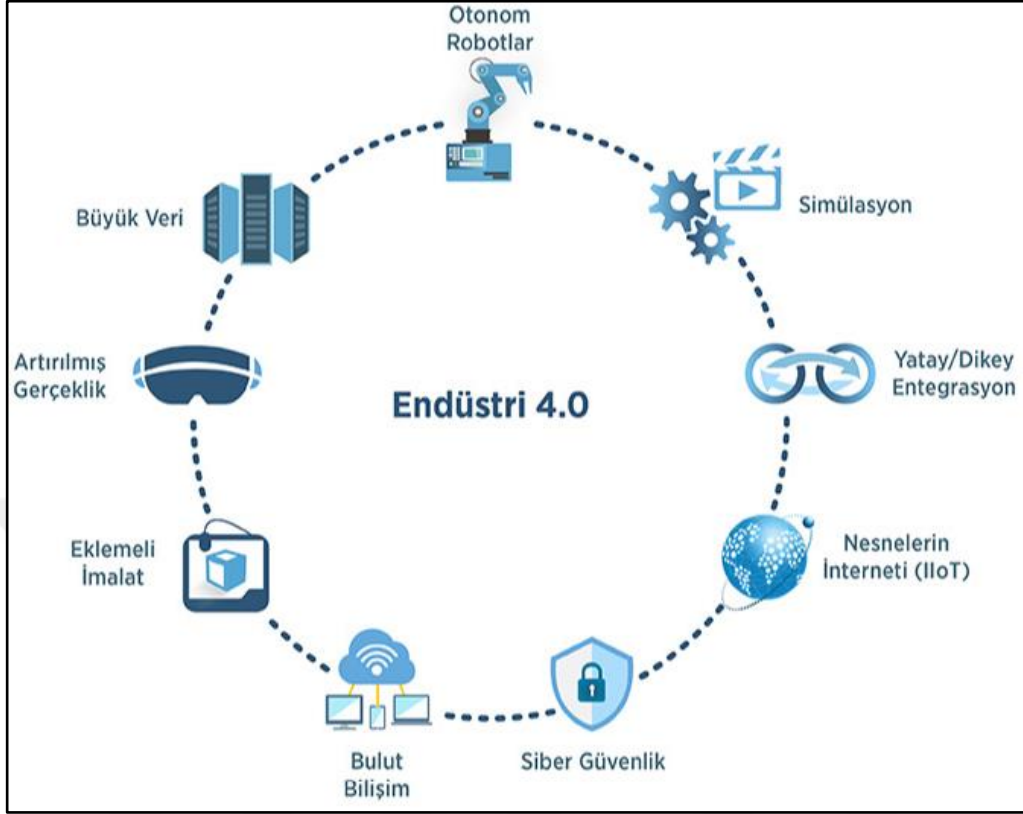 Otonom
Robotlar
Simülasyon
Yatay/Dikey
Entegrasyon
Nesnelerin
İnterneti (IIoT)
Siber Güvenlik
Bulut
Bilişim
Eklemeli
İmalat
Artırılmış
Gerçeklik
Büyük Veri
Endüstri 4.0